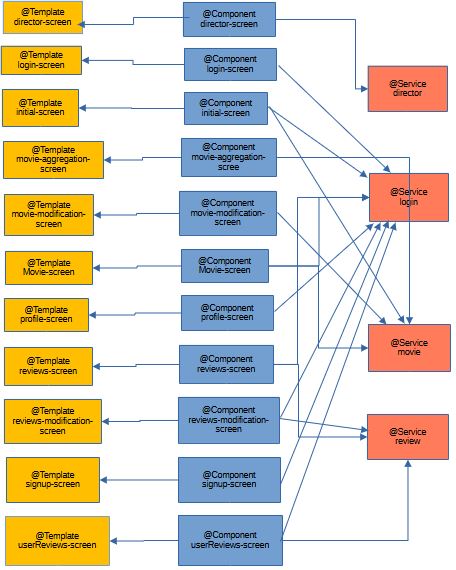 @Template
director-screen
@Component
director-screen
@Template
login-screen
@Component
login-screen
@Service
director
@Template
initial-screen
@Component
initial-screen
@Template
movie-aggregation-
screen
@Component
movie-aggregation-
scree
@Template
movie-modification-
screen
@Component
movie-modification-
screen
@Service
login
@Template
Movie-screen
@Component
Movie-screen
@Template
profile-screen
@Component
profile-screen
@Service
movie
@Template
reviews-screen
@Component
reviews-screen
@Template
reviews-modification-
screen
@Component
reviews-modification-
screen
@Service
review
@Template
signup-screen
@Component
signup-screen
@Template
userReviews-screen
@Component
userReviews-screen